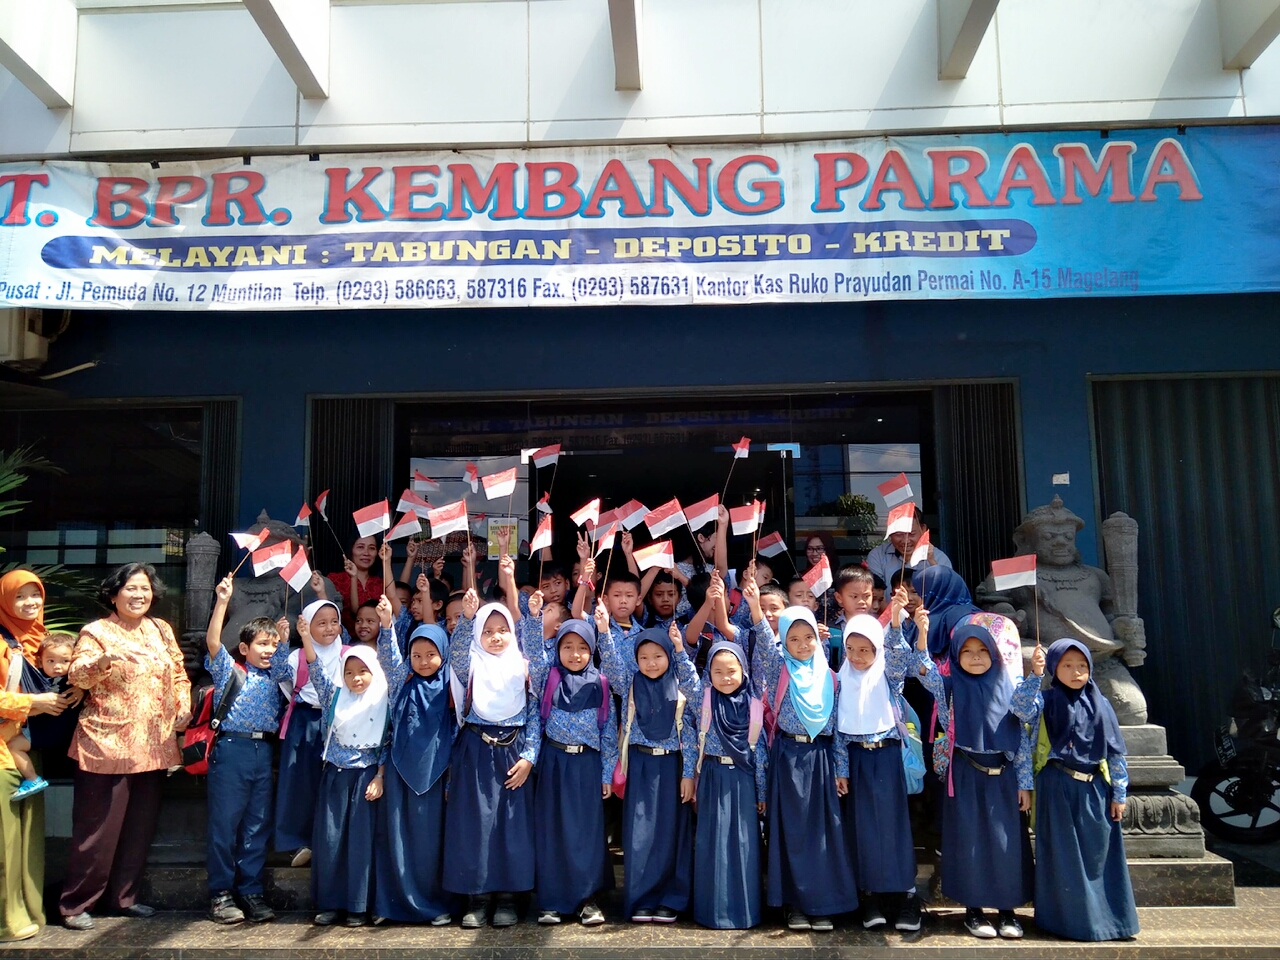 T. BPR. KEMBANG PARAMA
MELAYANI : TABUNGAN - DEPOSITO - KREDIT
Pusat : Jl. Pemuda No. 12 Muntilan Telp. (0293) 586663, 587316 Fax. (0293) 587631 Kantor Kas Ruko Prayudan Permai No. A-15 Magelang